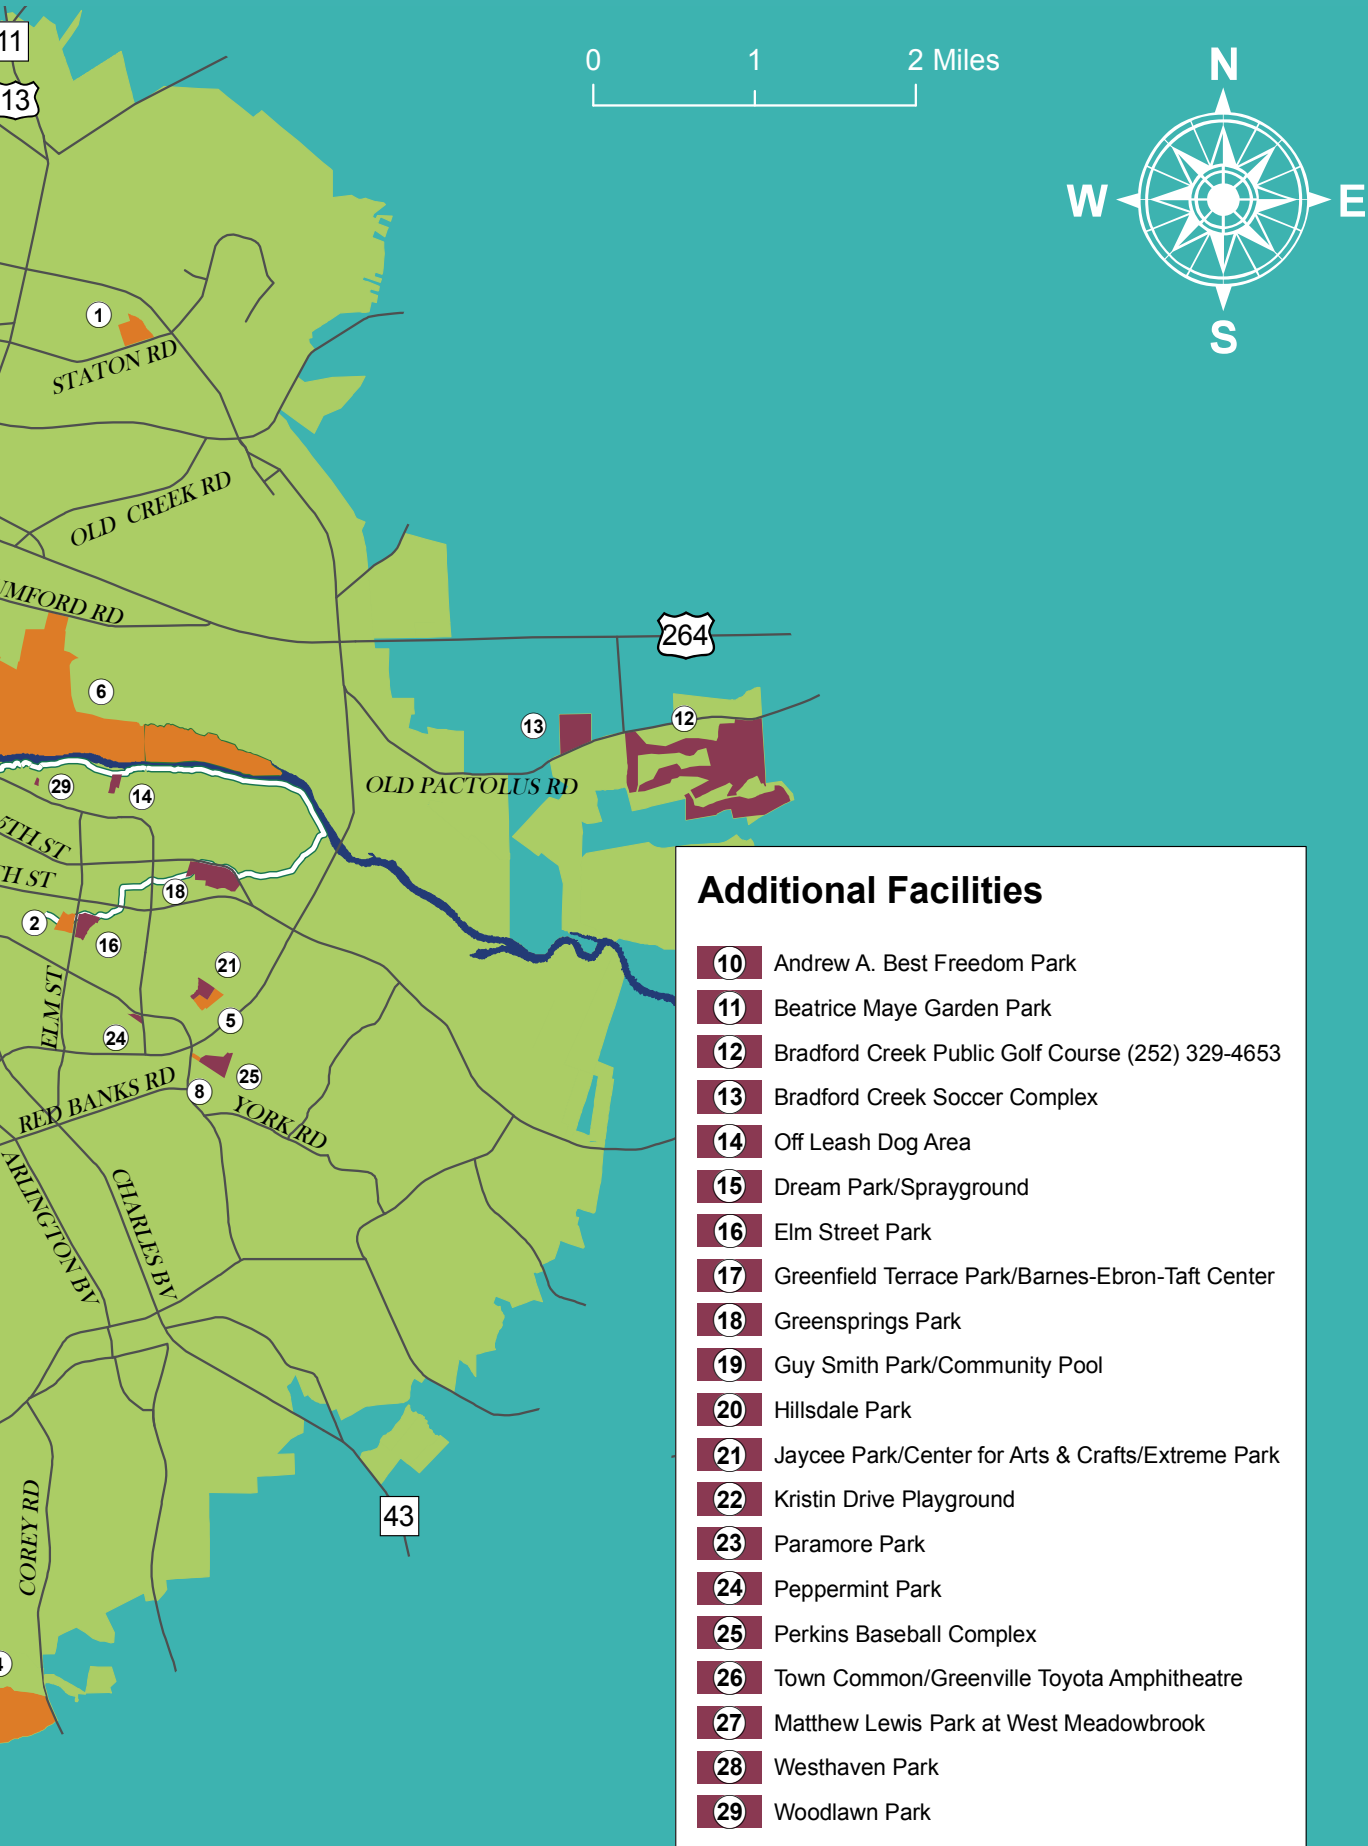 11
13
0 1 2 Miles
N
W E
S
1
STATON RD
OLD CREEK RD
UMFORD RD
264
6
13
12
29
14
OLD PACTOLUS RD
5TH ST
TH ST
18
2
16
21
ELM ST
5
24
25
8
RED BANKS RD
YORK RD
ARLINGTON BV
CHARLES BV
43
COREY RD
Additional Facilities
10 Andrew A. Best Freedom Park
11 Beatrice Maye Garden Park
12 Bradford Creek Public Golf Course (252) 329-4653
13 Bradford Creek Soccer Complex
14 Off Leash Dog Area
15 Dream Park/Sprayground
16 Elm Street Park
17 Greenfield Terrace Park/Barnes-Ebron-Taft Center
18 Greensprings Park
19 Guy Smith Park/Community Pool
20 Hillsdale Park
21 Jaycee Park/Center for Arts & Crafts/Extreme Park
22 Kristin Drive Playground
23 Paramore Park
24 Peppermint Park
25 Perkins Baseball Complex
26 Town Common/Greenville Toyota Amphitheatre
27 Matthew Lewis Park at West Meadowbrook
28 Westhaven Park
29 Woodlawn Park